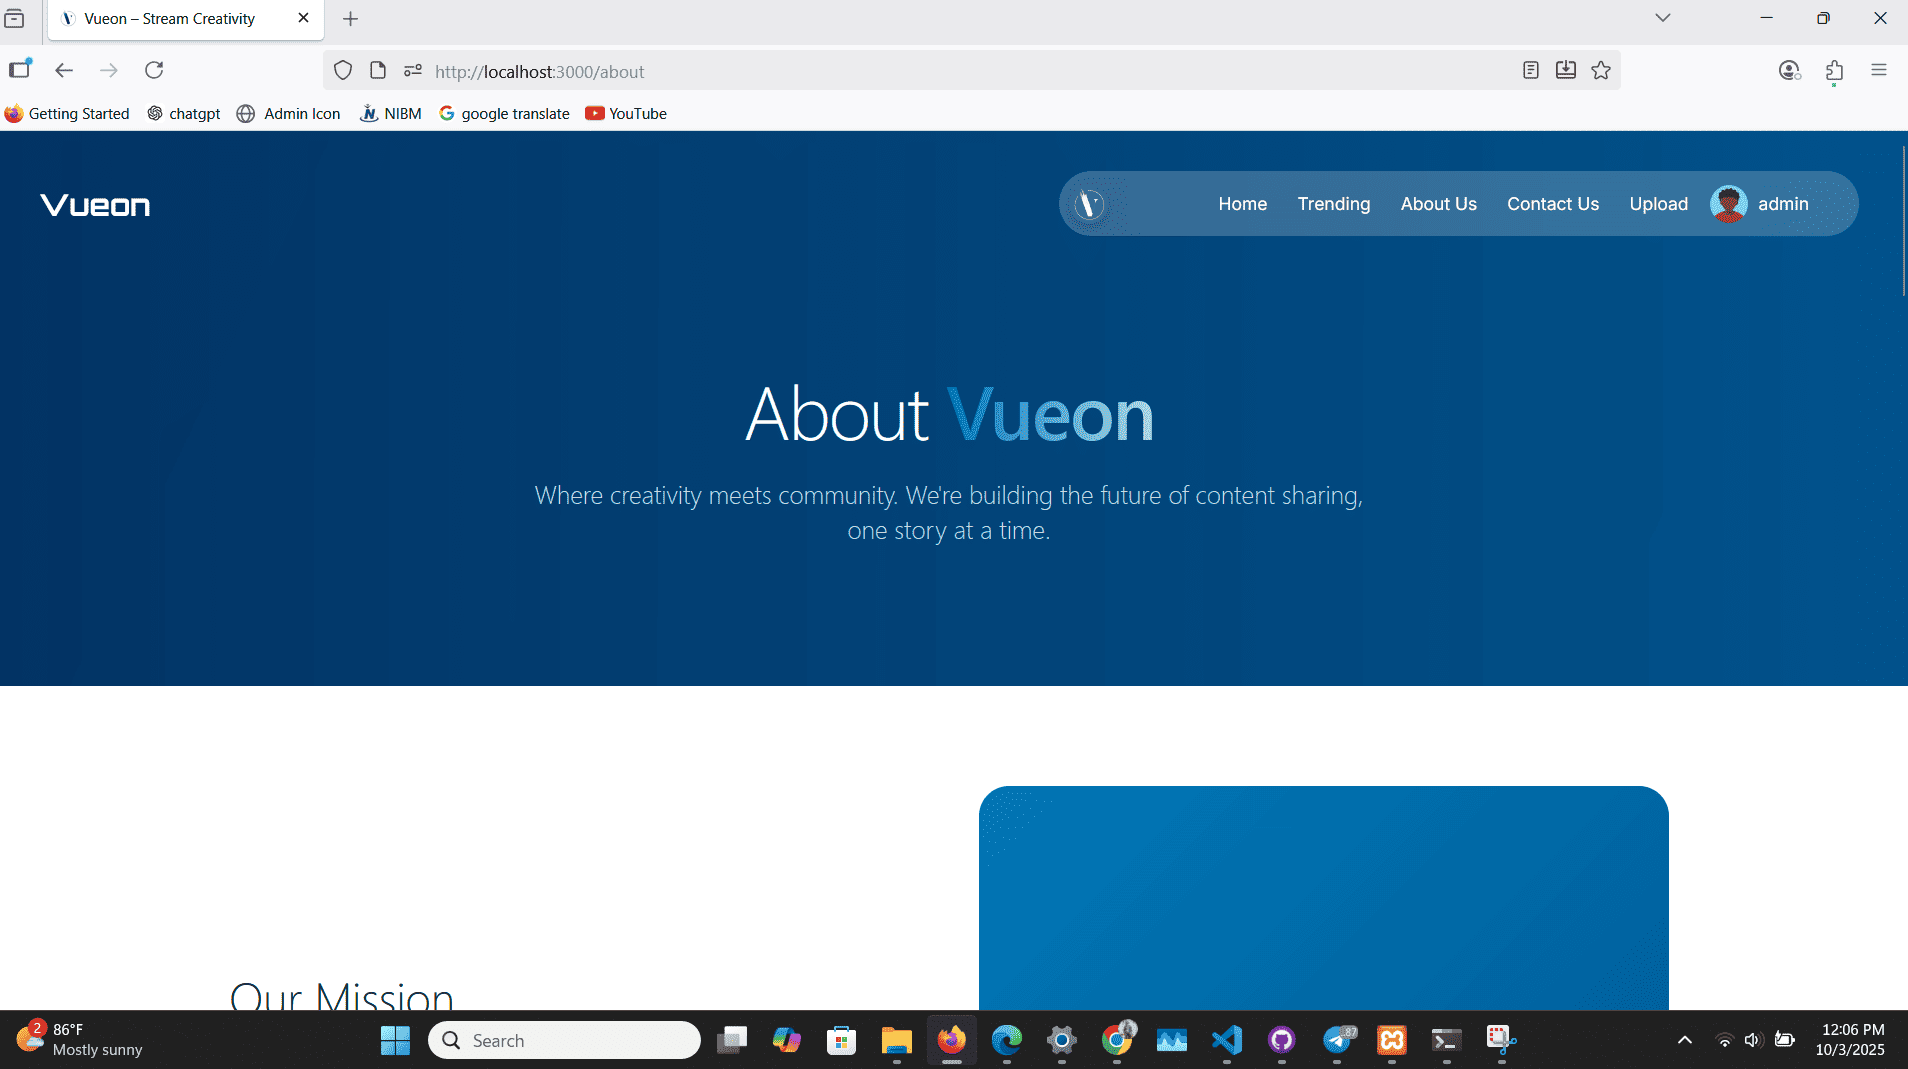 Vueon – Stream Creativity
http://localhost:3000/about
Getting Started chatgpt Admin Icon NIBM google translate YouTube
Vueon
Home Trending About Us Contact Us Upload admin
About Vueon
Where creativity meets community. We're building the future of content sharing,
one story at a time.
Our Mission
2
86°F
Mostly sunny
Search
87
12:06 PM
10/3/2025